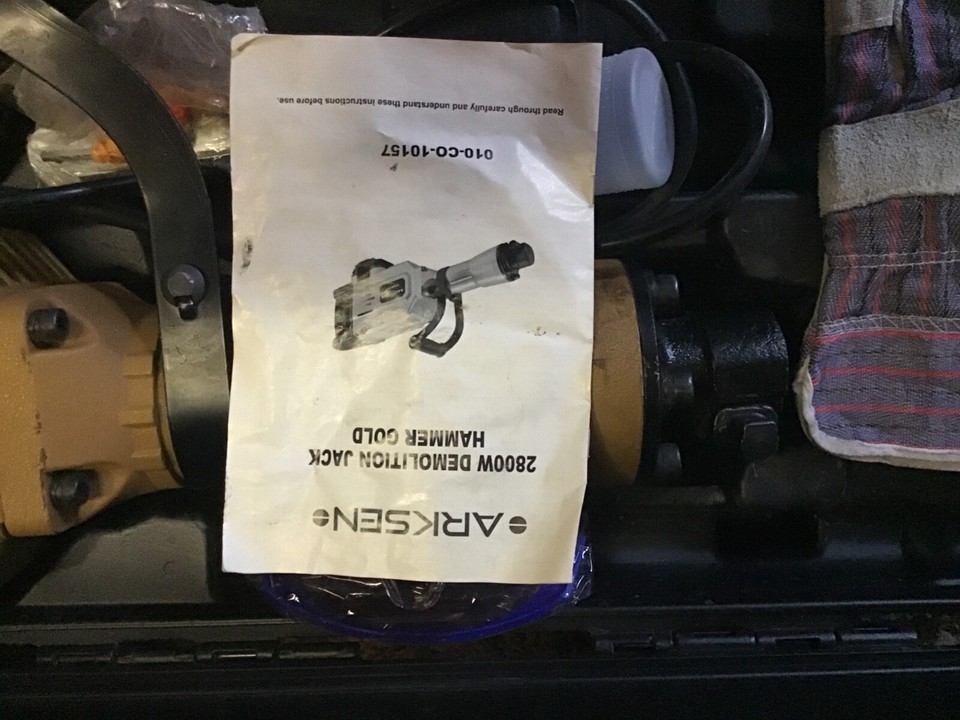 ARKSEN
2800W DEMOLITION JACK
HAMMER GOLD
010-CO-10157
Read through carefully and understand these instructions before use.